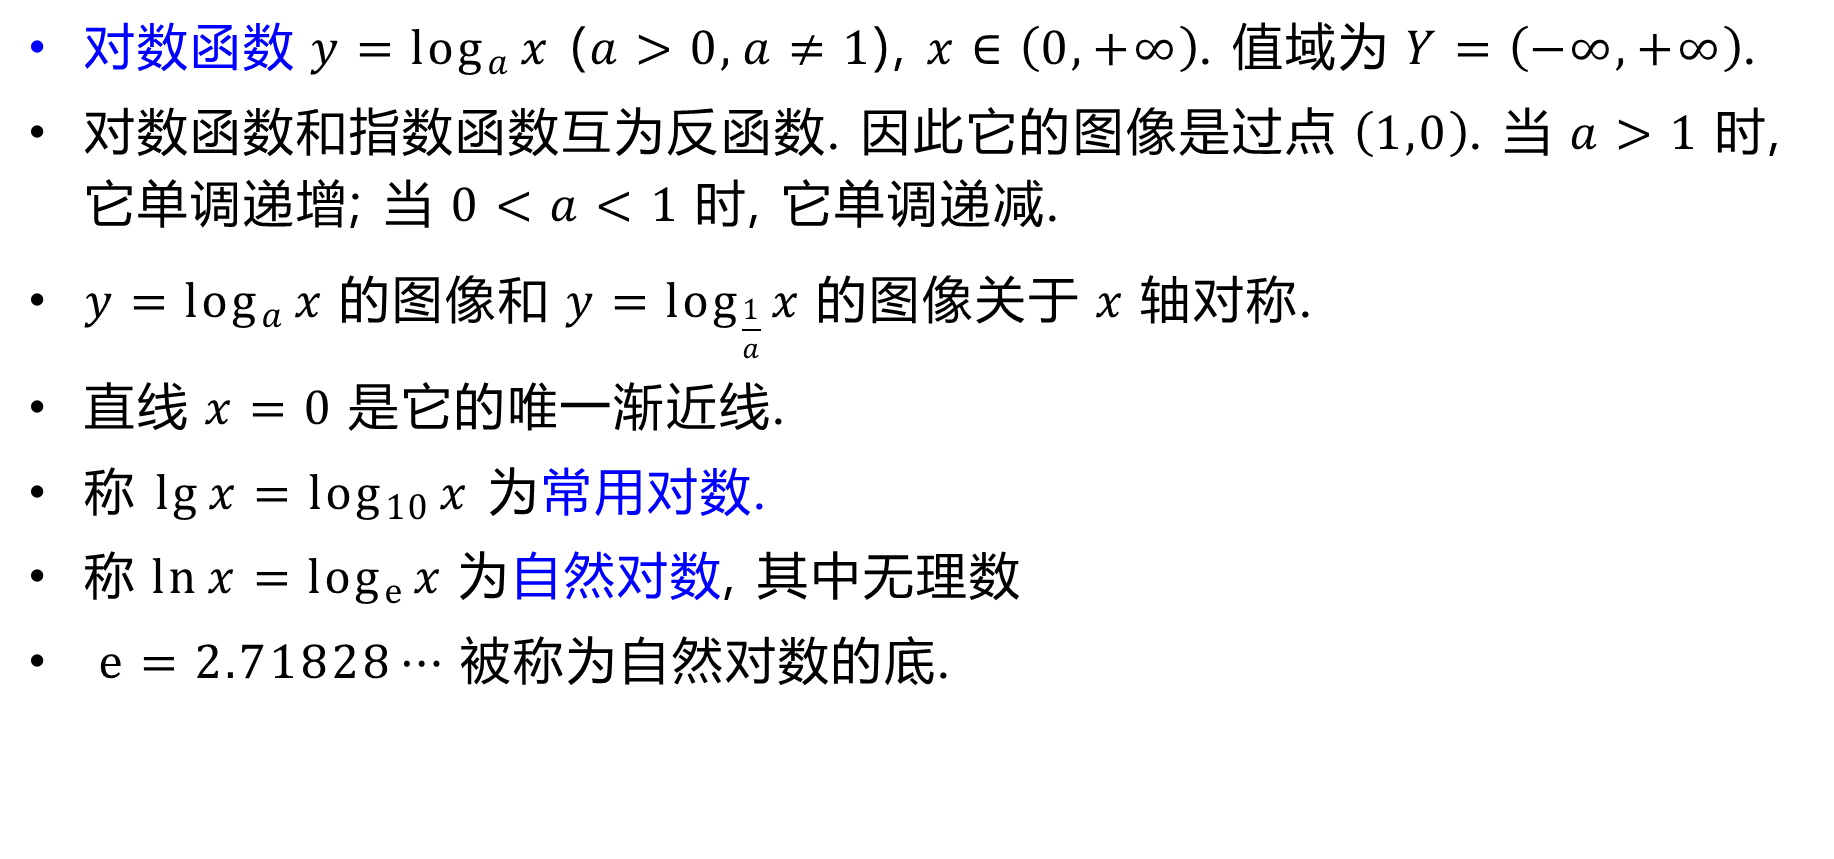 • 对数函数 y = logₐ x (a > 0, a ≠ 1), x ∈ (0, +∞). 值域为 Y = (−∞, +∞).
• 对数函数和指数函数互为反函数. 因此它的图像是过点 (1,0). 当 a > 1 时,
它单调递增; 当 0 < a < 1 时, 它单调递减.
• y = logₐ x 的图像和 y = log_{1/a} x 的图像关于 x 轴对称.
• 直线 x = 0 是它的唯一渐近线.
• 称 lg x = log₁₀ x 为常用对数.
• 称 ln x = logₑ x 为自然对数, 其中无理数
• e = 2.71828⋯ 被称为自然对数的底.